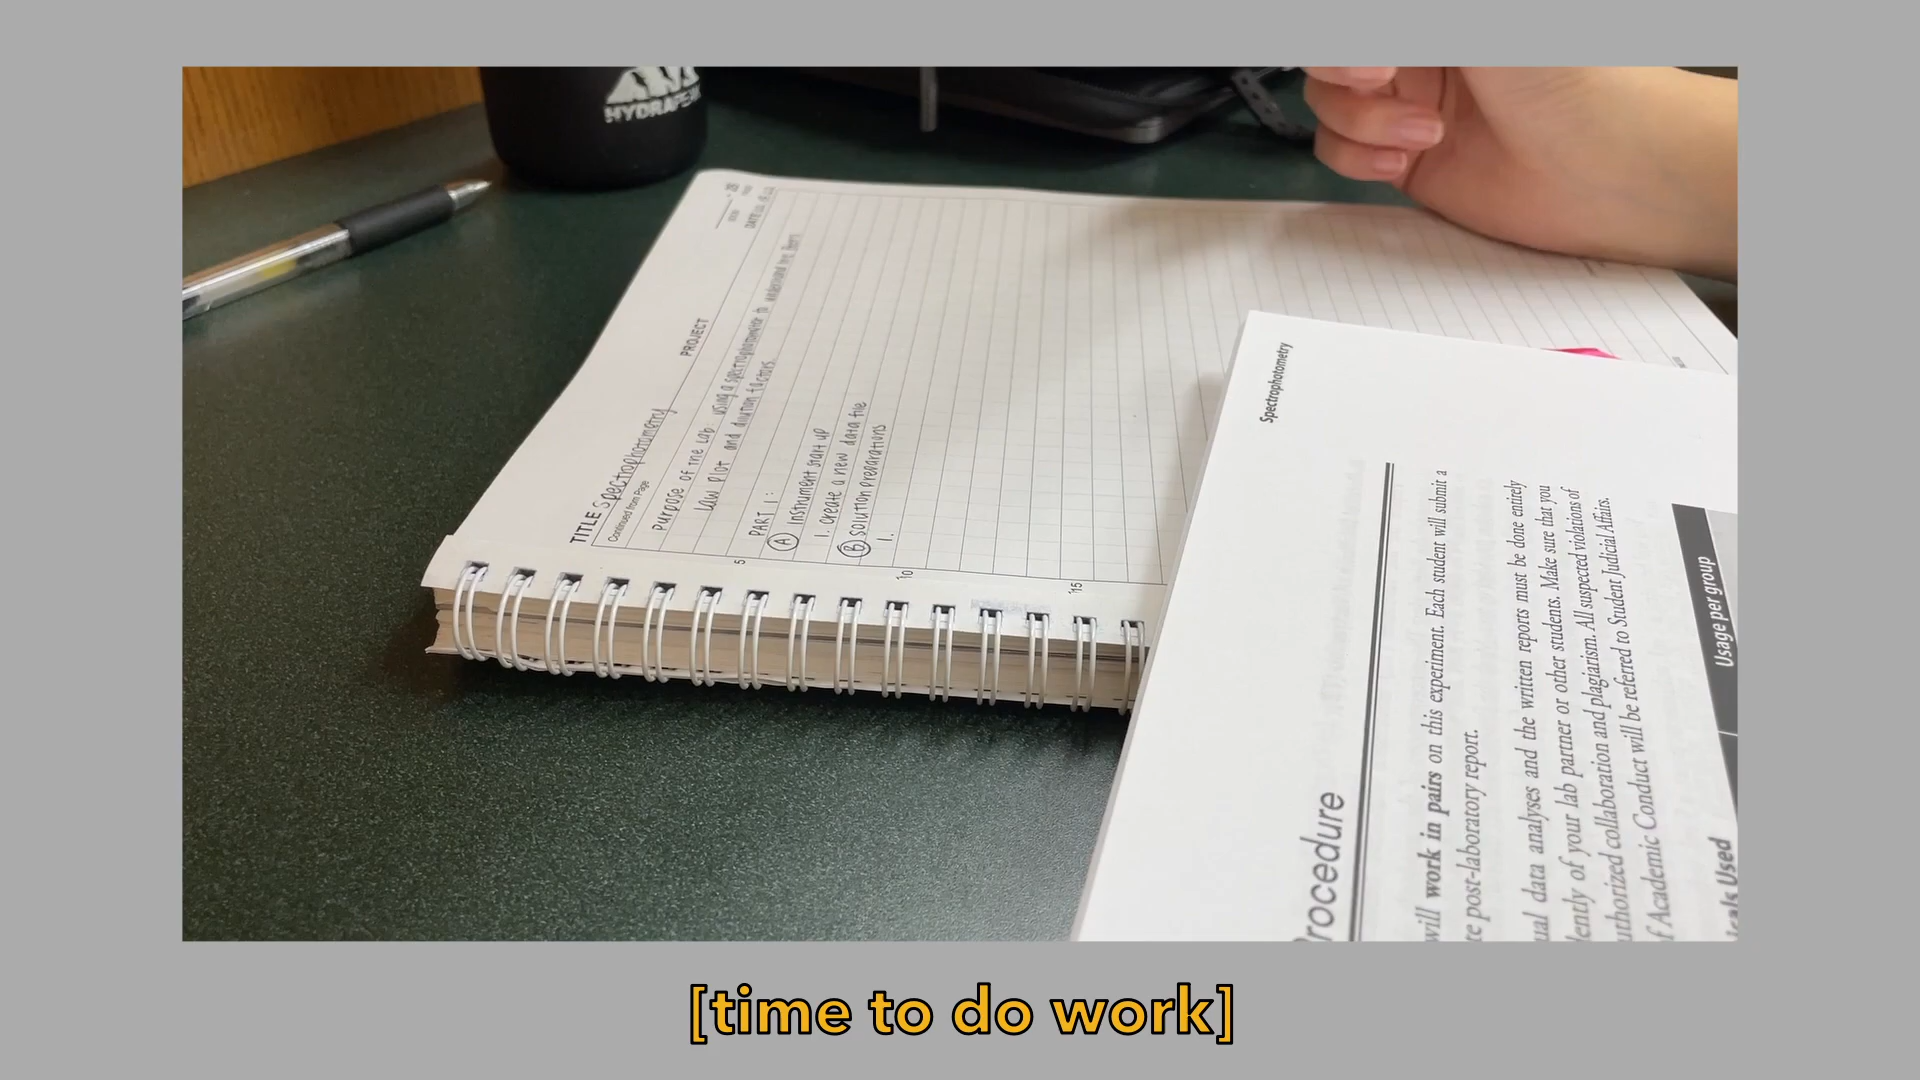 HYDRAPEAK
TITLE Spectrophotometry
PROJECT
Continued from Page
DATE
Purpose of the Lab: using a spectrophotometer to understand the Beer's
Law Plot and dilution factors.
PART 1:
A Instrument start up
1. create a new data file
B Solution preparations
1.
5
10
15
Spectrophotometry
Procedure
will work in pairs on this experiment. Each student will submit a
post-laboratory report.
data analyses and the written reports must be done entirely
of your lab partner or other students. Make sure that you
collaboration and plagiarism. All suspected violations of
Academic Conduct will be referred to Student Judicial Affairs.
Used
Usage per group
[time to do work]